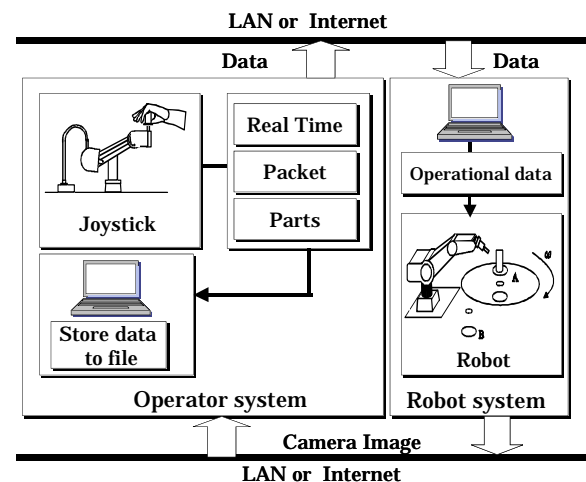 LAN or Internet
Data
Data
Joystick
Real Time
Packet
Parts
Store data
to file
Operator system
Operational data
A
B
ω
Robot
Robot system
Camera Image
LAN or Internet